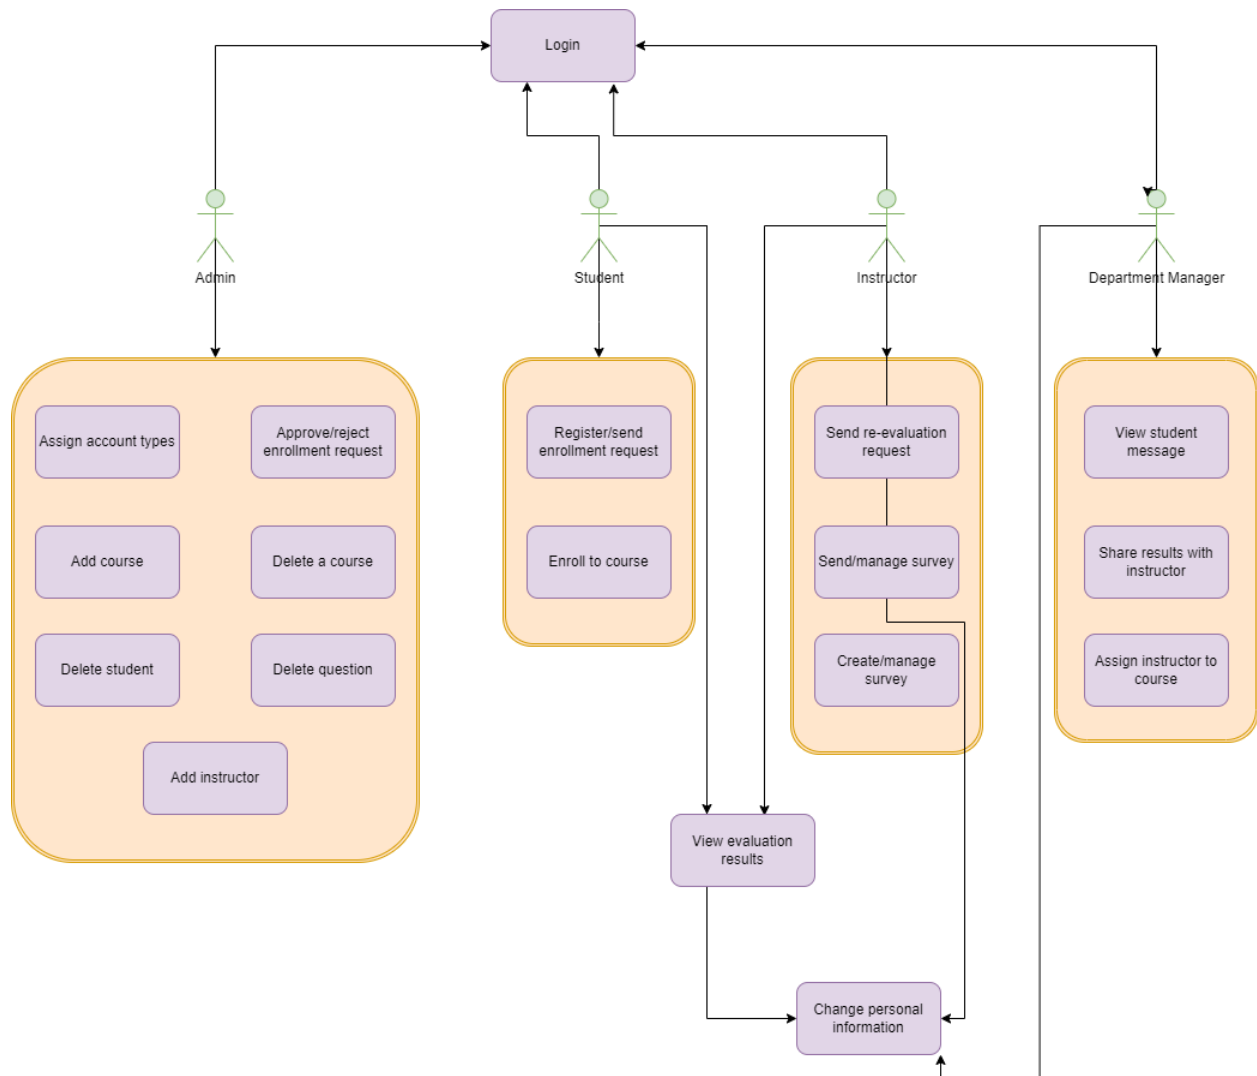 Login
Admin
Student
Instructor
Department Manager
Assign account types
Approve/reject
enrollment request
Register/send
enrollment request
Send re-evaluation
request
View student
message
Add course
Delete a course
Enroll to course
Send/manage survey
Share results with
instructor
Delete student
Delete question
Create/manage
survey
Assign instructor to
course
Add instructor
View evaluation
results
Change personal
information